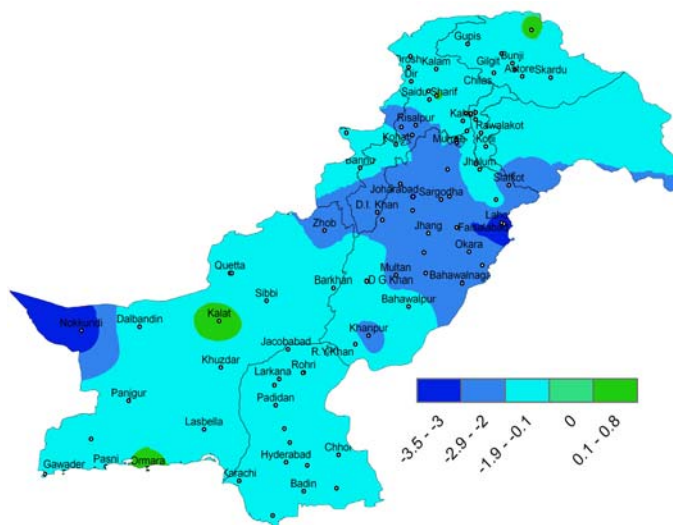 Gupis
Drosh
Kalam
Gilgit
Bunji
Dir
Astore
Skardu
Chilas
Saidu Sharif
Risalpur
Rawalakot
Kohat
Kotli
Bannu
Jhelum
Sialkot
Joharabad
Sargodha
D.I. Khan
Zhob
Jhang
Faisalabad
Okara
Quetta
Multan
Barkhan
D G Khan
Bahawalnaga
Sibbi
Bahawalpur
Nokkundi
Dalbandin
Kalat
Khanpur
Jacobabad
R.Y.Khan
Khuzdar
Rohri
Larkana
Panjgur
Padidan
Lasbella
Chhor
Hyderabad
Gawader
Pasni
Ormara
Karachi
Badin
-3.5 - -3
-2.9 - -2
-1.9 - -0.1
0
0.1 - 0.8